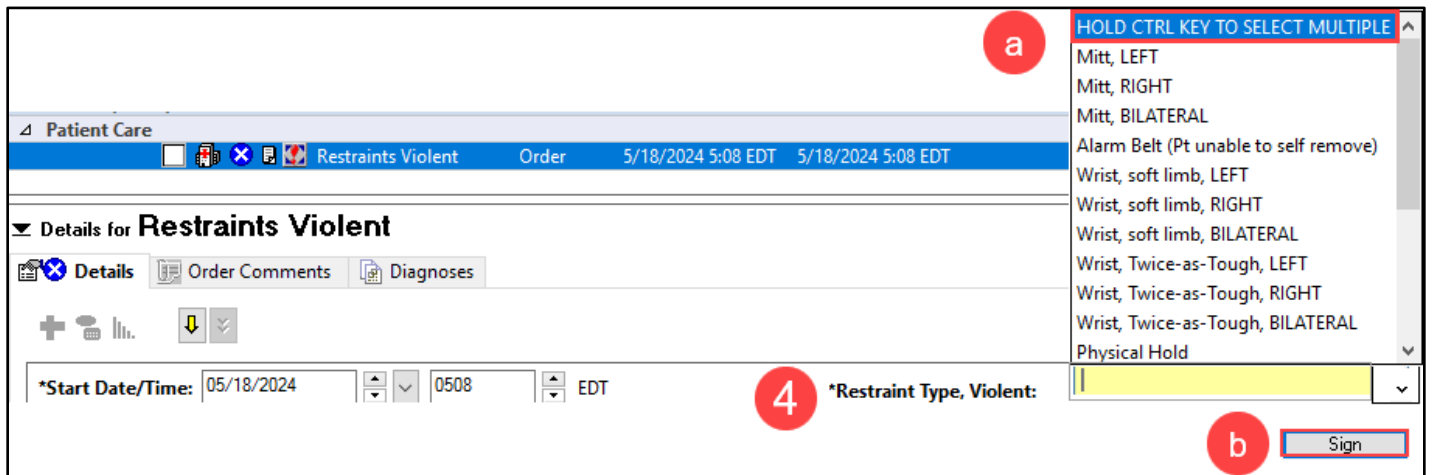 a
HOLD CTRL KEY TO SELECT MULTIPLE
Mitt, LEFT
Mitt, RIGHT
Mitt, BILATERAL
Alarm Belt (Pt unable to self remove)
Wrist, soft limb, LEFT
Wrist, soft limb, RIGHT
Wrist, soft limb, BILATERAL
Wrist, Twice-as-Tough, LEFT
Wrist, Twice-as-Tough, RIGHT
Wrist, Twice-as-Tough, BILATERAL
Physical Hold
Patient Care
Restraints Violent Order 5/18/2024 5:08 EDT 5/18/2024 5:08 EDT
Details for Restraints Violent
Details Order Comments Diagnoses
*Start Date/Time: 05/18/2024 0508 EDT 4 *Restraint Type, Violent:
b Sign